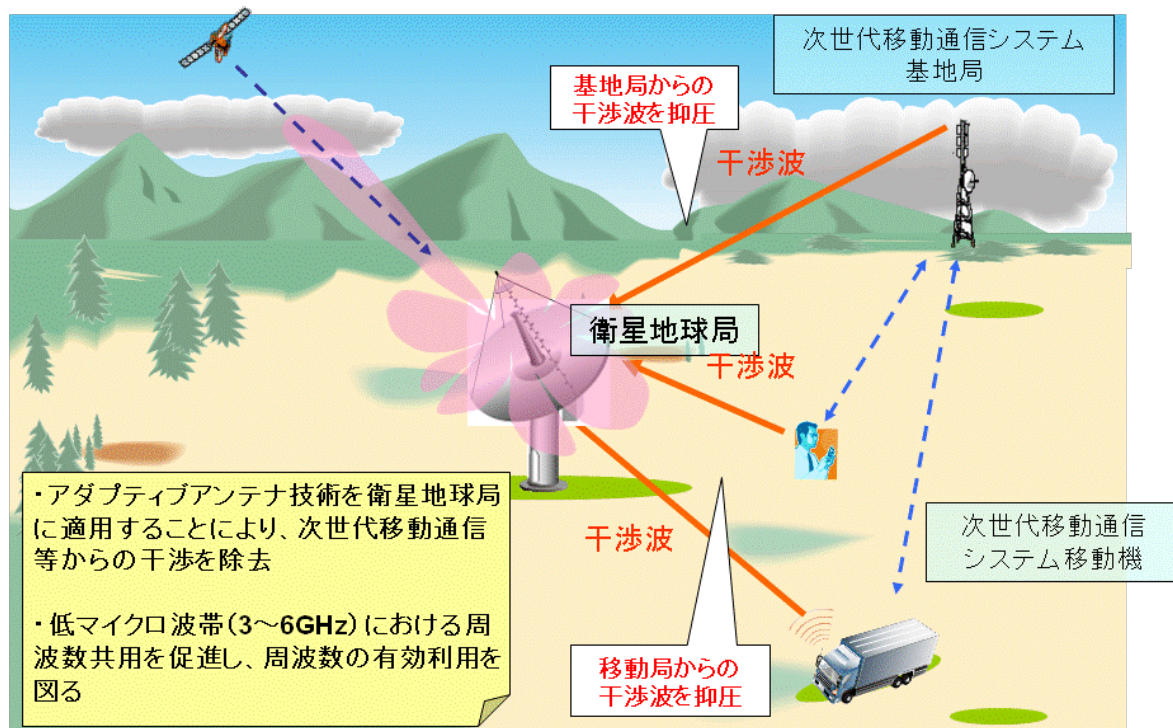 次世代移動通信システム
基地局
基地局からの
干渉波を抑圧
干渉波
衛星地球局
干渉波
干渉波
・アダプティブアンテナ技術を衛星地球局
に適用することにより、次世代移動通信
等からの干渉を除去
・低マイクロ波帯(3～6GHz)における周
波数共用を促進し、周波数の有効利用を
図る
次世代移動通信
システム移動機
移動局からの
干渉波を抑圧